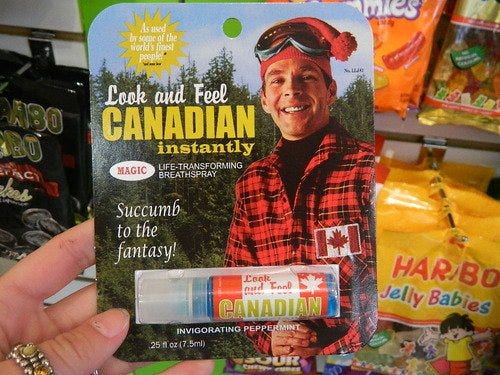 As used
by some of the
world's finest
people!
Look and Feel
CANADIAN
instantly
MAGIC
LIFE-TRANSFORMING
BREATHSPRAY
Succumb
to the
fantasy!
Look
and Feel
CANADIAN
INVIGORATING PEPPERMINT
.25 fl oz (7.5ml)
HARIBO
Jelly Babies
SOUR